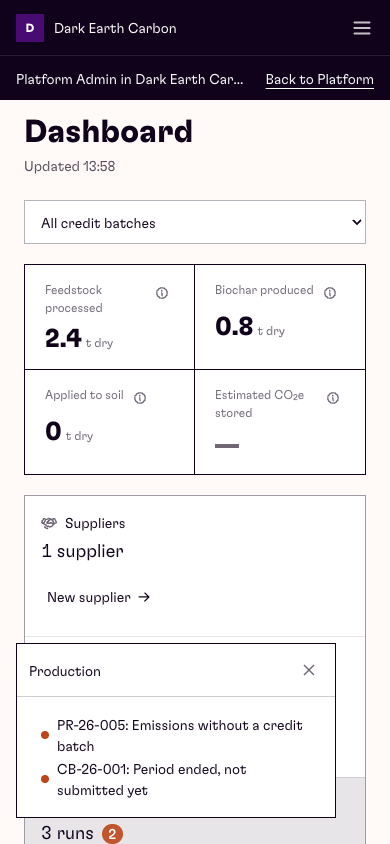 D Dark Earth Carbon
Platform Admin in Dark Earth Car... Back to Platform
Dashboard
Updated 13:58
All credit batches
Feedstock
processed
2.4 t dry
Biochar produced
0.8 t dry
Applied to soil
0 t dry
Estimated CO₂e
stored
—
Suppliers
1 supplier
New supplier →
Production
PR-26-005: Emissions without a credit
batch
CB-26-001: Period ended, not
submitted yet
3 runs 2